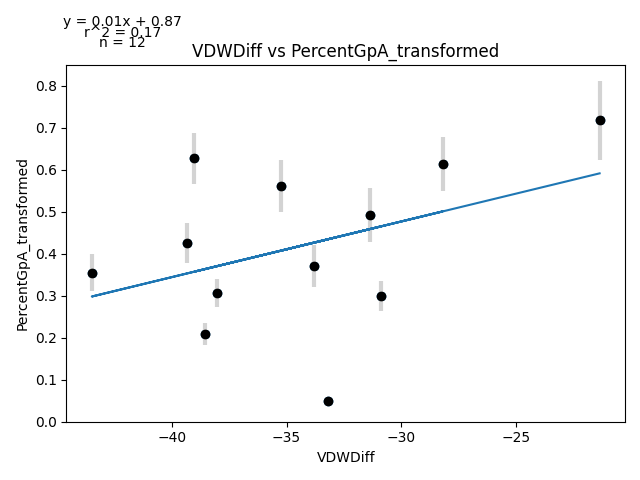 y = 0.01x + 0.87
r^2 = 0.17
n = 12
VDWDiff vs PercentGpA_transformed
PercentGpA_transformed
0.8
0.7
0.6
0.5
0.4
0.3
0.2
0.1
0.0
−40
−35
−30
−25
VDWDiff